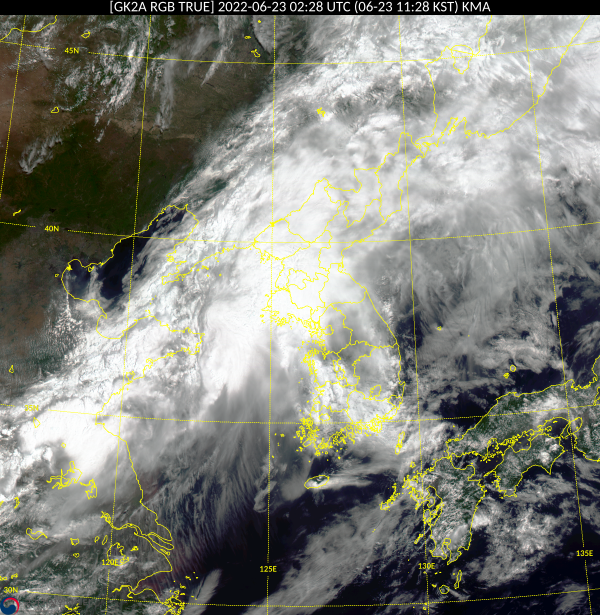 [GK2A RGB TRUE] 2022-06-23 02:28 UTC (06-23 11:28 KST) KMA
45N
40N
135E
120E
125E
130E
30N